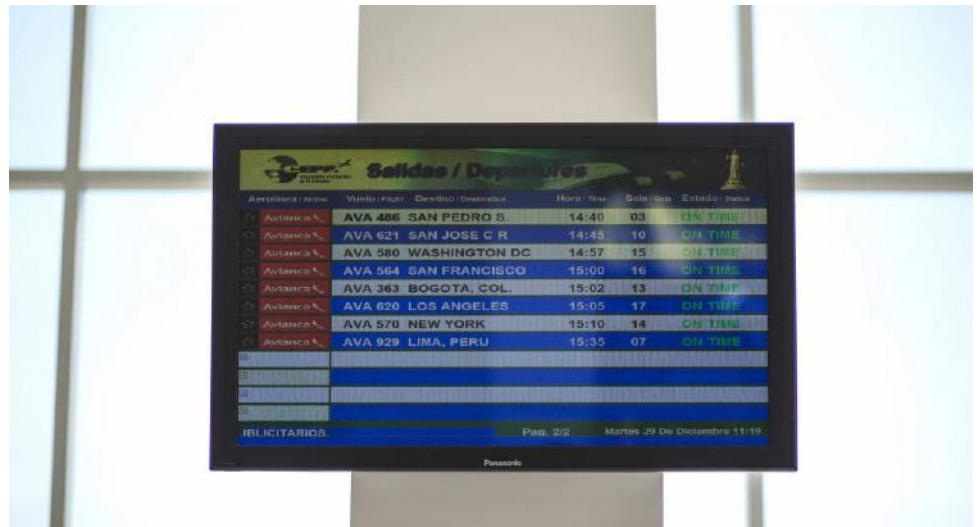 Salidas / Departures
Aerolínea / Airline Vuelo / Flight Destino / Destination Hora / Time Sala / Gate Estado / Status
Avianca AVA 486 SAN PEDRO S. 14:40 03 ON TIME
Avianca AVA 621 SAN JOSE C R 14:45 10 ON TIME
Avianca AVA 580 WASHINGTON DC 14:57 15 ON TIME
Avianca AVA 564 SAN FRANCISCO 15:00 16 ON TIME
Avianca AVA 363 BOGOTA, COL. 15:02 13 ON TIME
Avianca AVA 620 LOS ANGELES 15:05 17 ON TIME
Avianca AVA 570 NEW YORK 15:10 14 ON TIME
Avianca AVA 929 LIMA, PERU 15:35 07 ON TIME
IBLICITARIOS. Pag. 2/2 Martes 29 De Diciembre 11:19
Panasonic